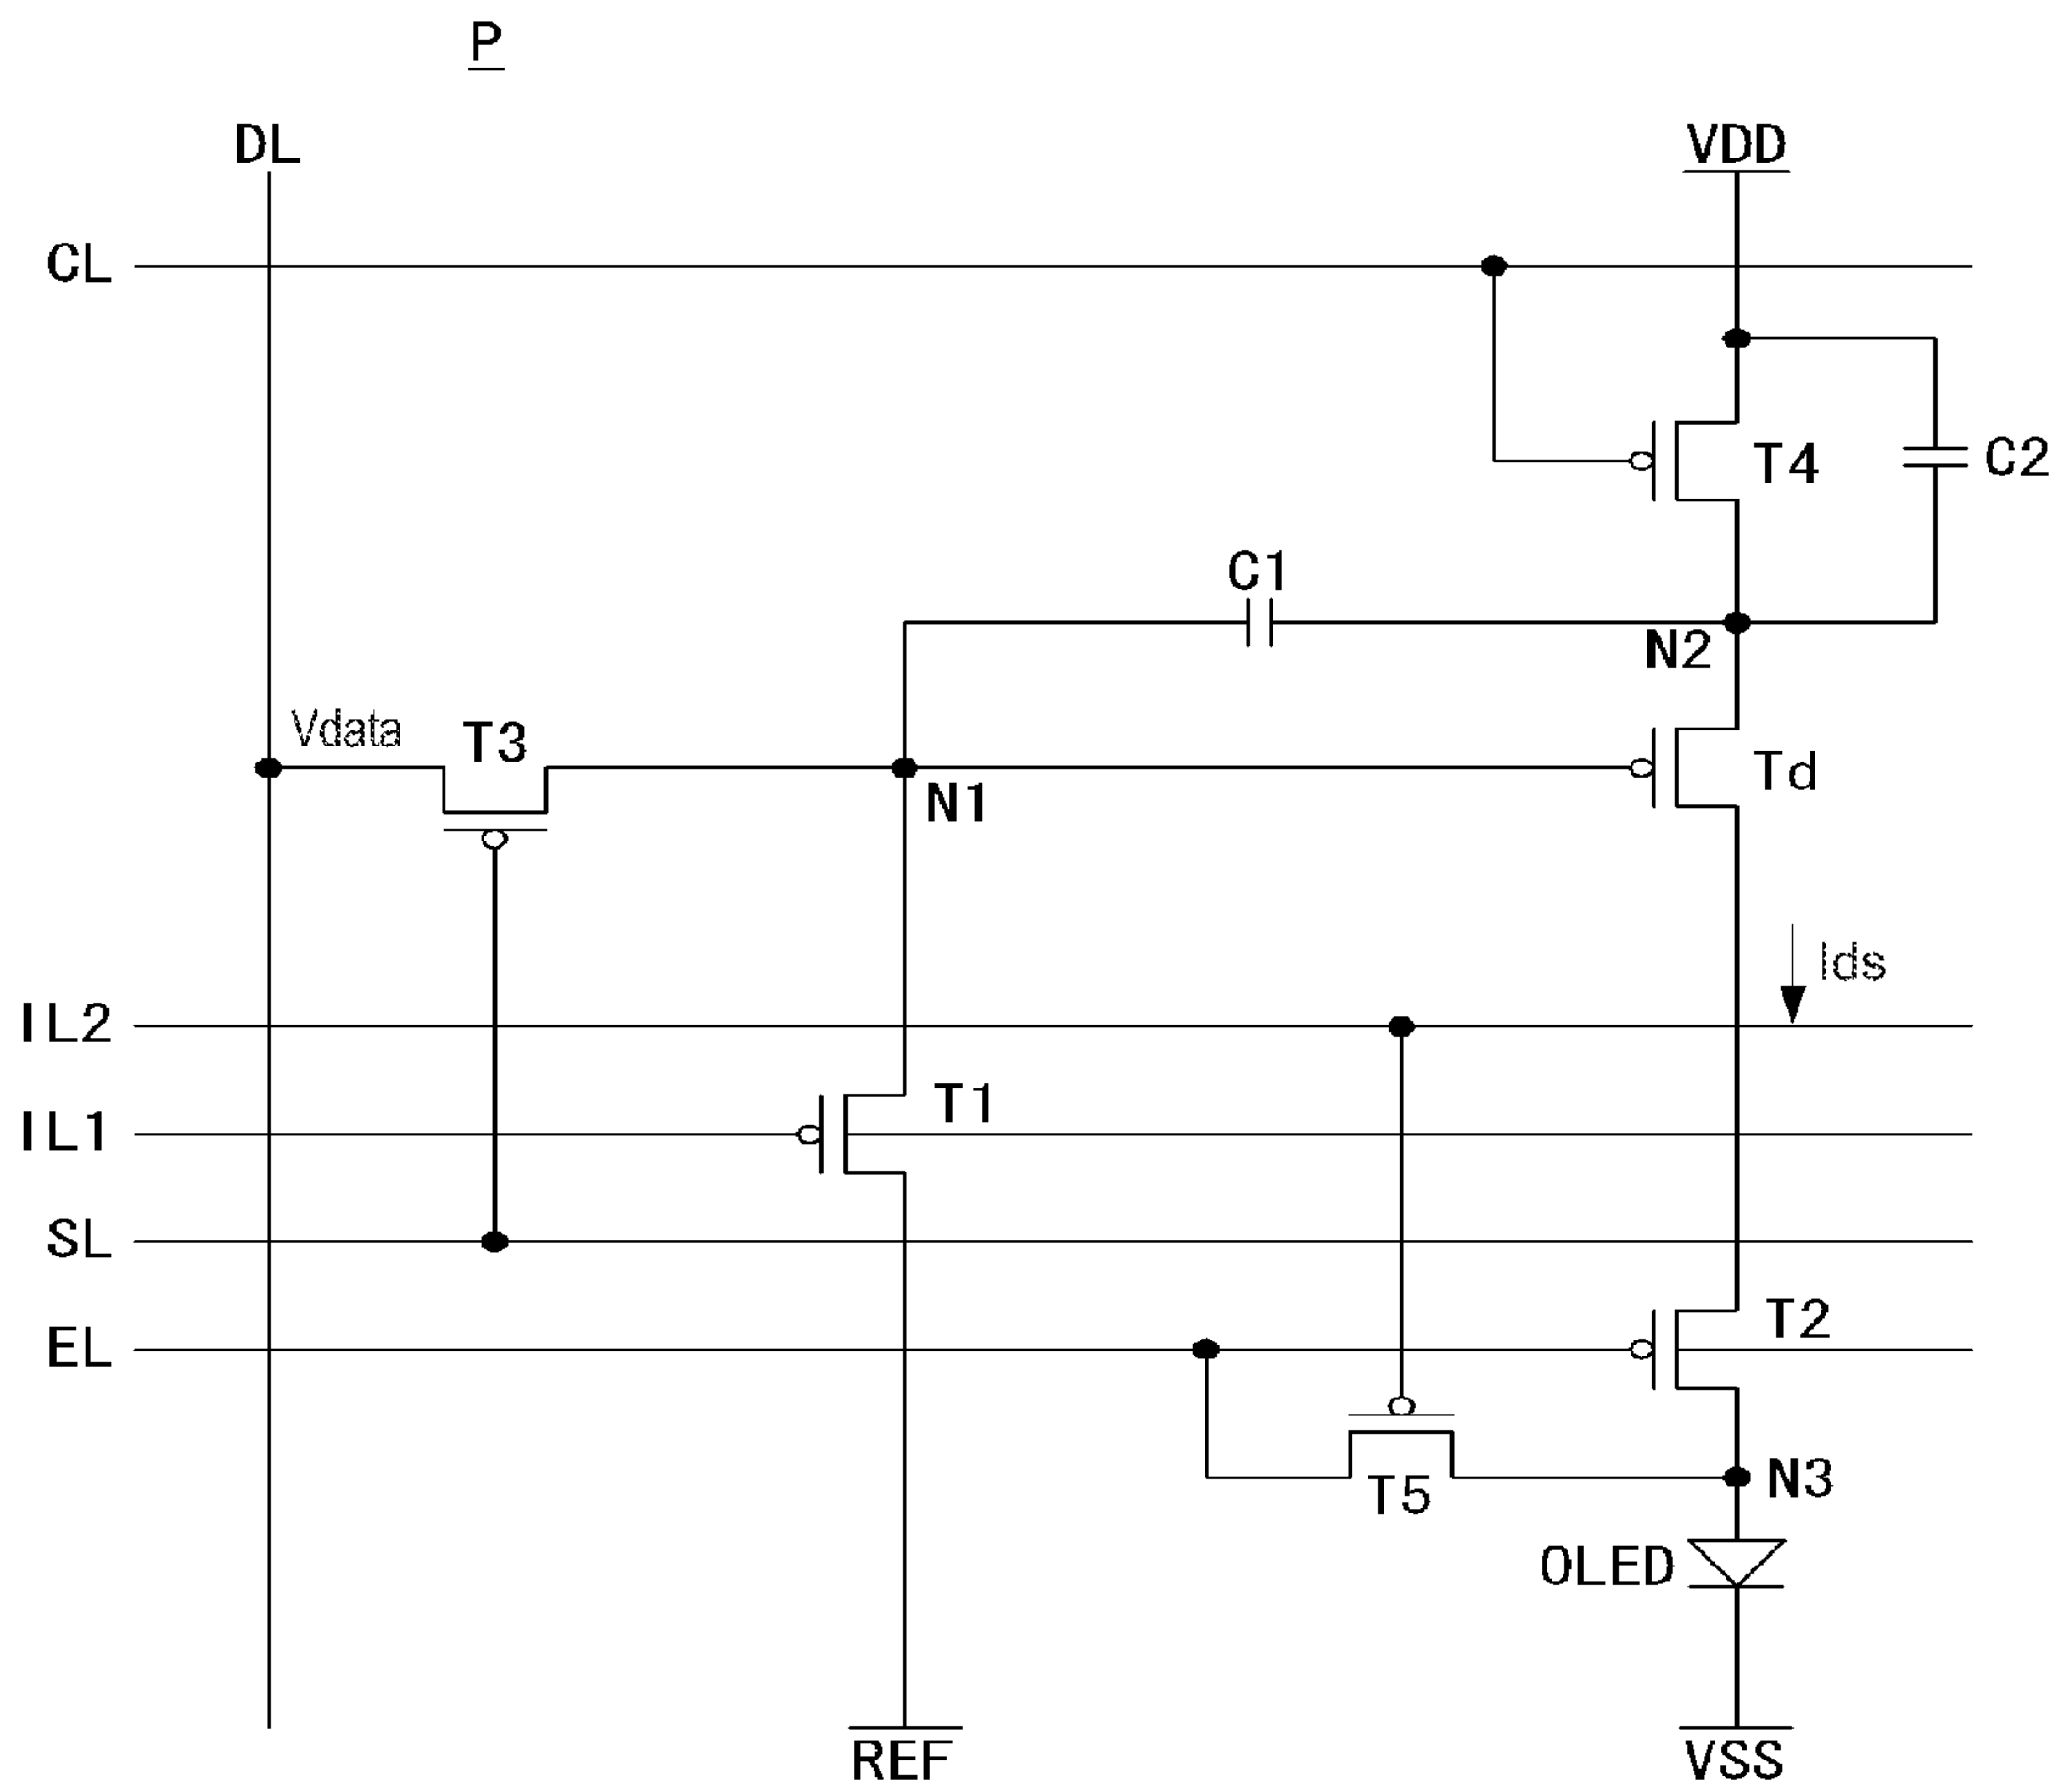 P
DL
VDD
CL
T4
C2
C1
N2
Vdata
T3
Td
N1
Ids
IL2
T1
IL1
SL
T2
EL
N3
T5
OLED
REF
VSS